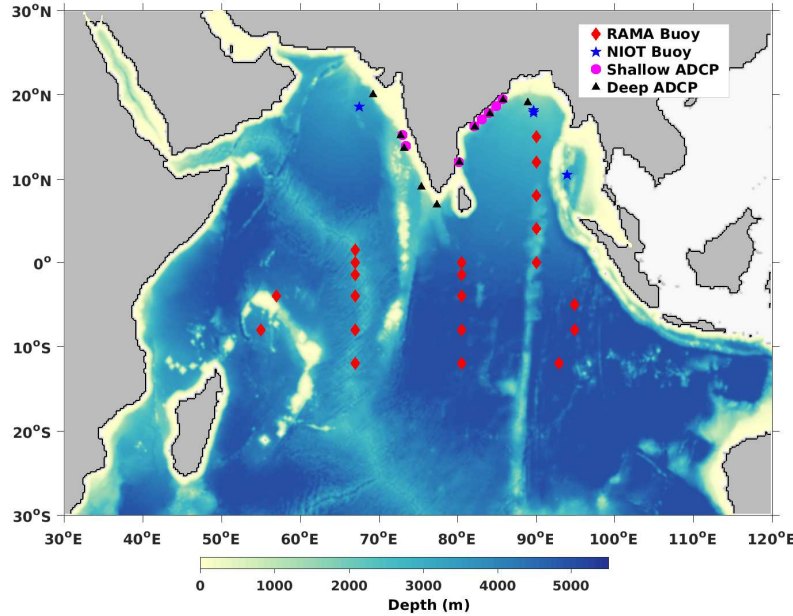 30°N
RAMA Buoy
NIOT Buoy
Shallow ADCP
Deep ADCP
20°N
10°N
0°
10°S
20°S
30°S
30°E 40°E 50°E 60°E 70°E 80°E 90°E 100°E 110°E 120°E
0 1000 2000 3000 4000 5000
Depth (m)